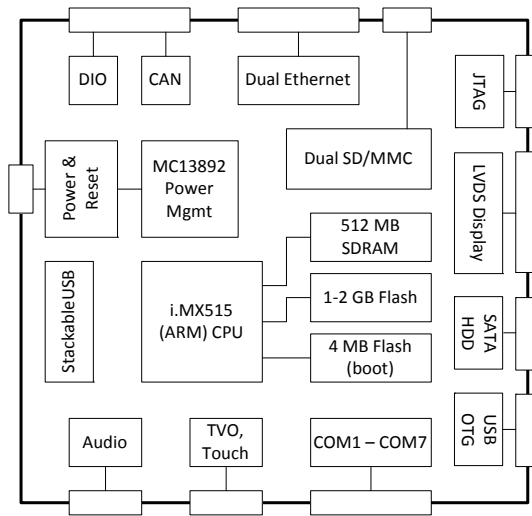 DIO
CAN
Dual Ethernet
JTAG
Power &
Reset
MC13892
Power
Mgmt
Dual SD/MMC
LVDS Display
512 MB
SDRAM
StackableUSB
i.MX515
(ARM) CPU
1-2 GB Flash
SATA
HDD
4 MB Flash
(boot)
Audio
TVO,
Touch
COM1 – COM7
USB
OTG